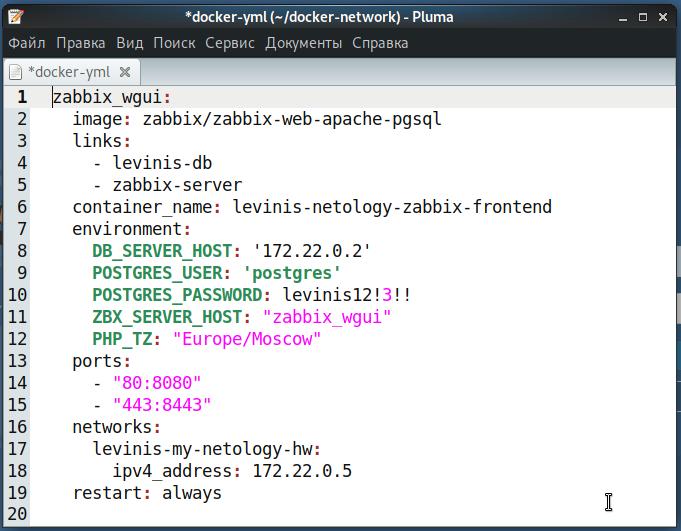 *docker-yml (~/docker-network) - Pluma
Файл Правка Вид Поиск Сервис Документы Справка
*docker-yml
1 zabbix_wgui:
2   image: zabbix/zabbix-web-apache-pgsql
3   links:
4     - levinis-db
5     - zabbix-server
6   container_name: levinis-netology-zabbix-frontend
7   environment:
8     DB_SERVER_HOST: '172.22.0.2'
9     POSTGRES_USER: 'postgres'
10     POSTGRES_PASSWORD: levinis12!3!!
11     ZBX_SERVER_HOST: "zabbix_wgui"
12     PHP_TZ: "Europe/Moscow"
13   ports:
14     - "80:8080"
15     - "443:8443"
16   networks:
17     levinis-my-netology-hw:
18       ipv4_address: 172.22.0.5
19   restart: always
20